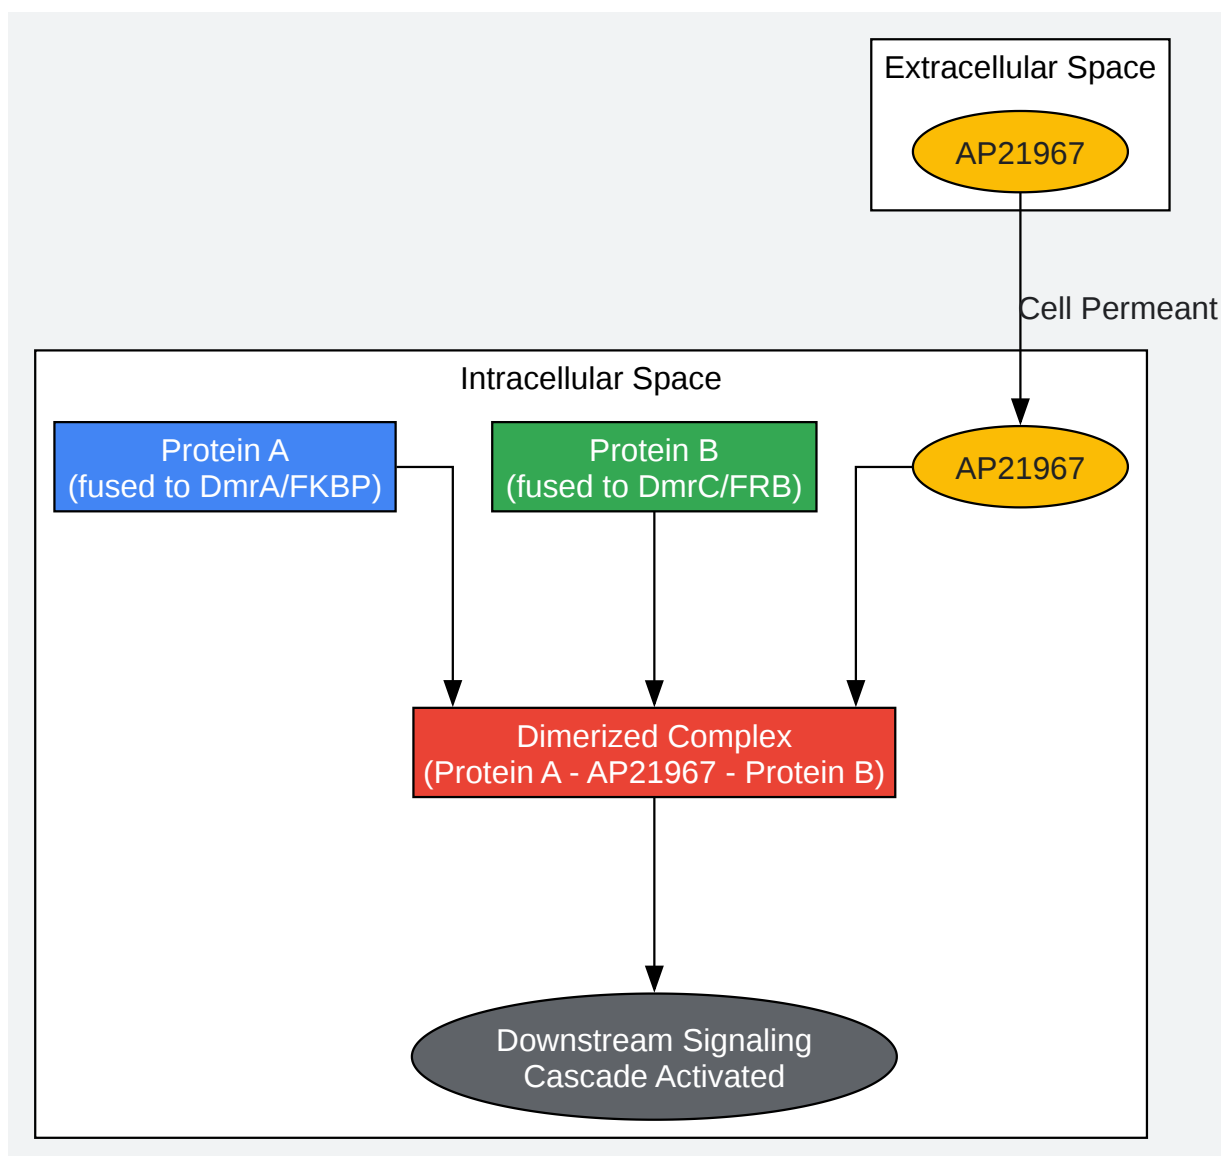 Extracellular Space
AP21967
Cell Permeant
Intracellular Space
Protein A
(fused to DmrA/FKBP)
Protein B
(fused to DmrC/FRB)
AP21967
Dimerized Complex
(Protein A - AP21967 - Protein B)
Downstream Signaling
Cascade Activated